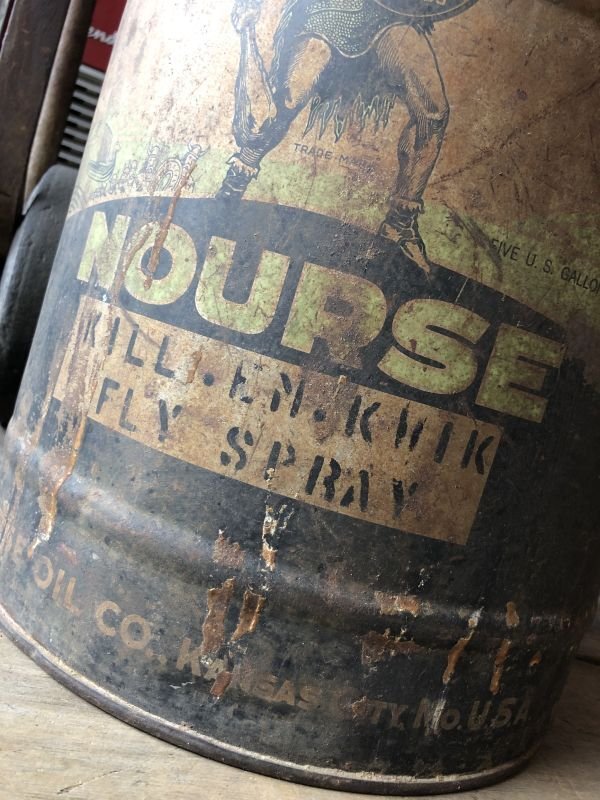 TRADE-MARK
FIVE U. S. GALLO
NOURSE
KILL.EM.KWIK
FLY SPRAY
E OIL CO., KANSAS CITY, MO. U.S.A